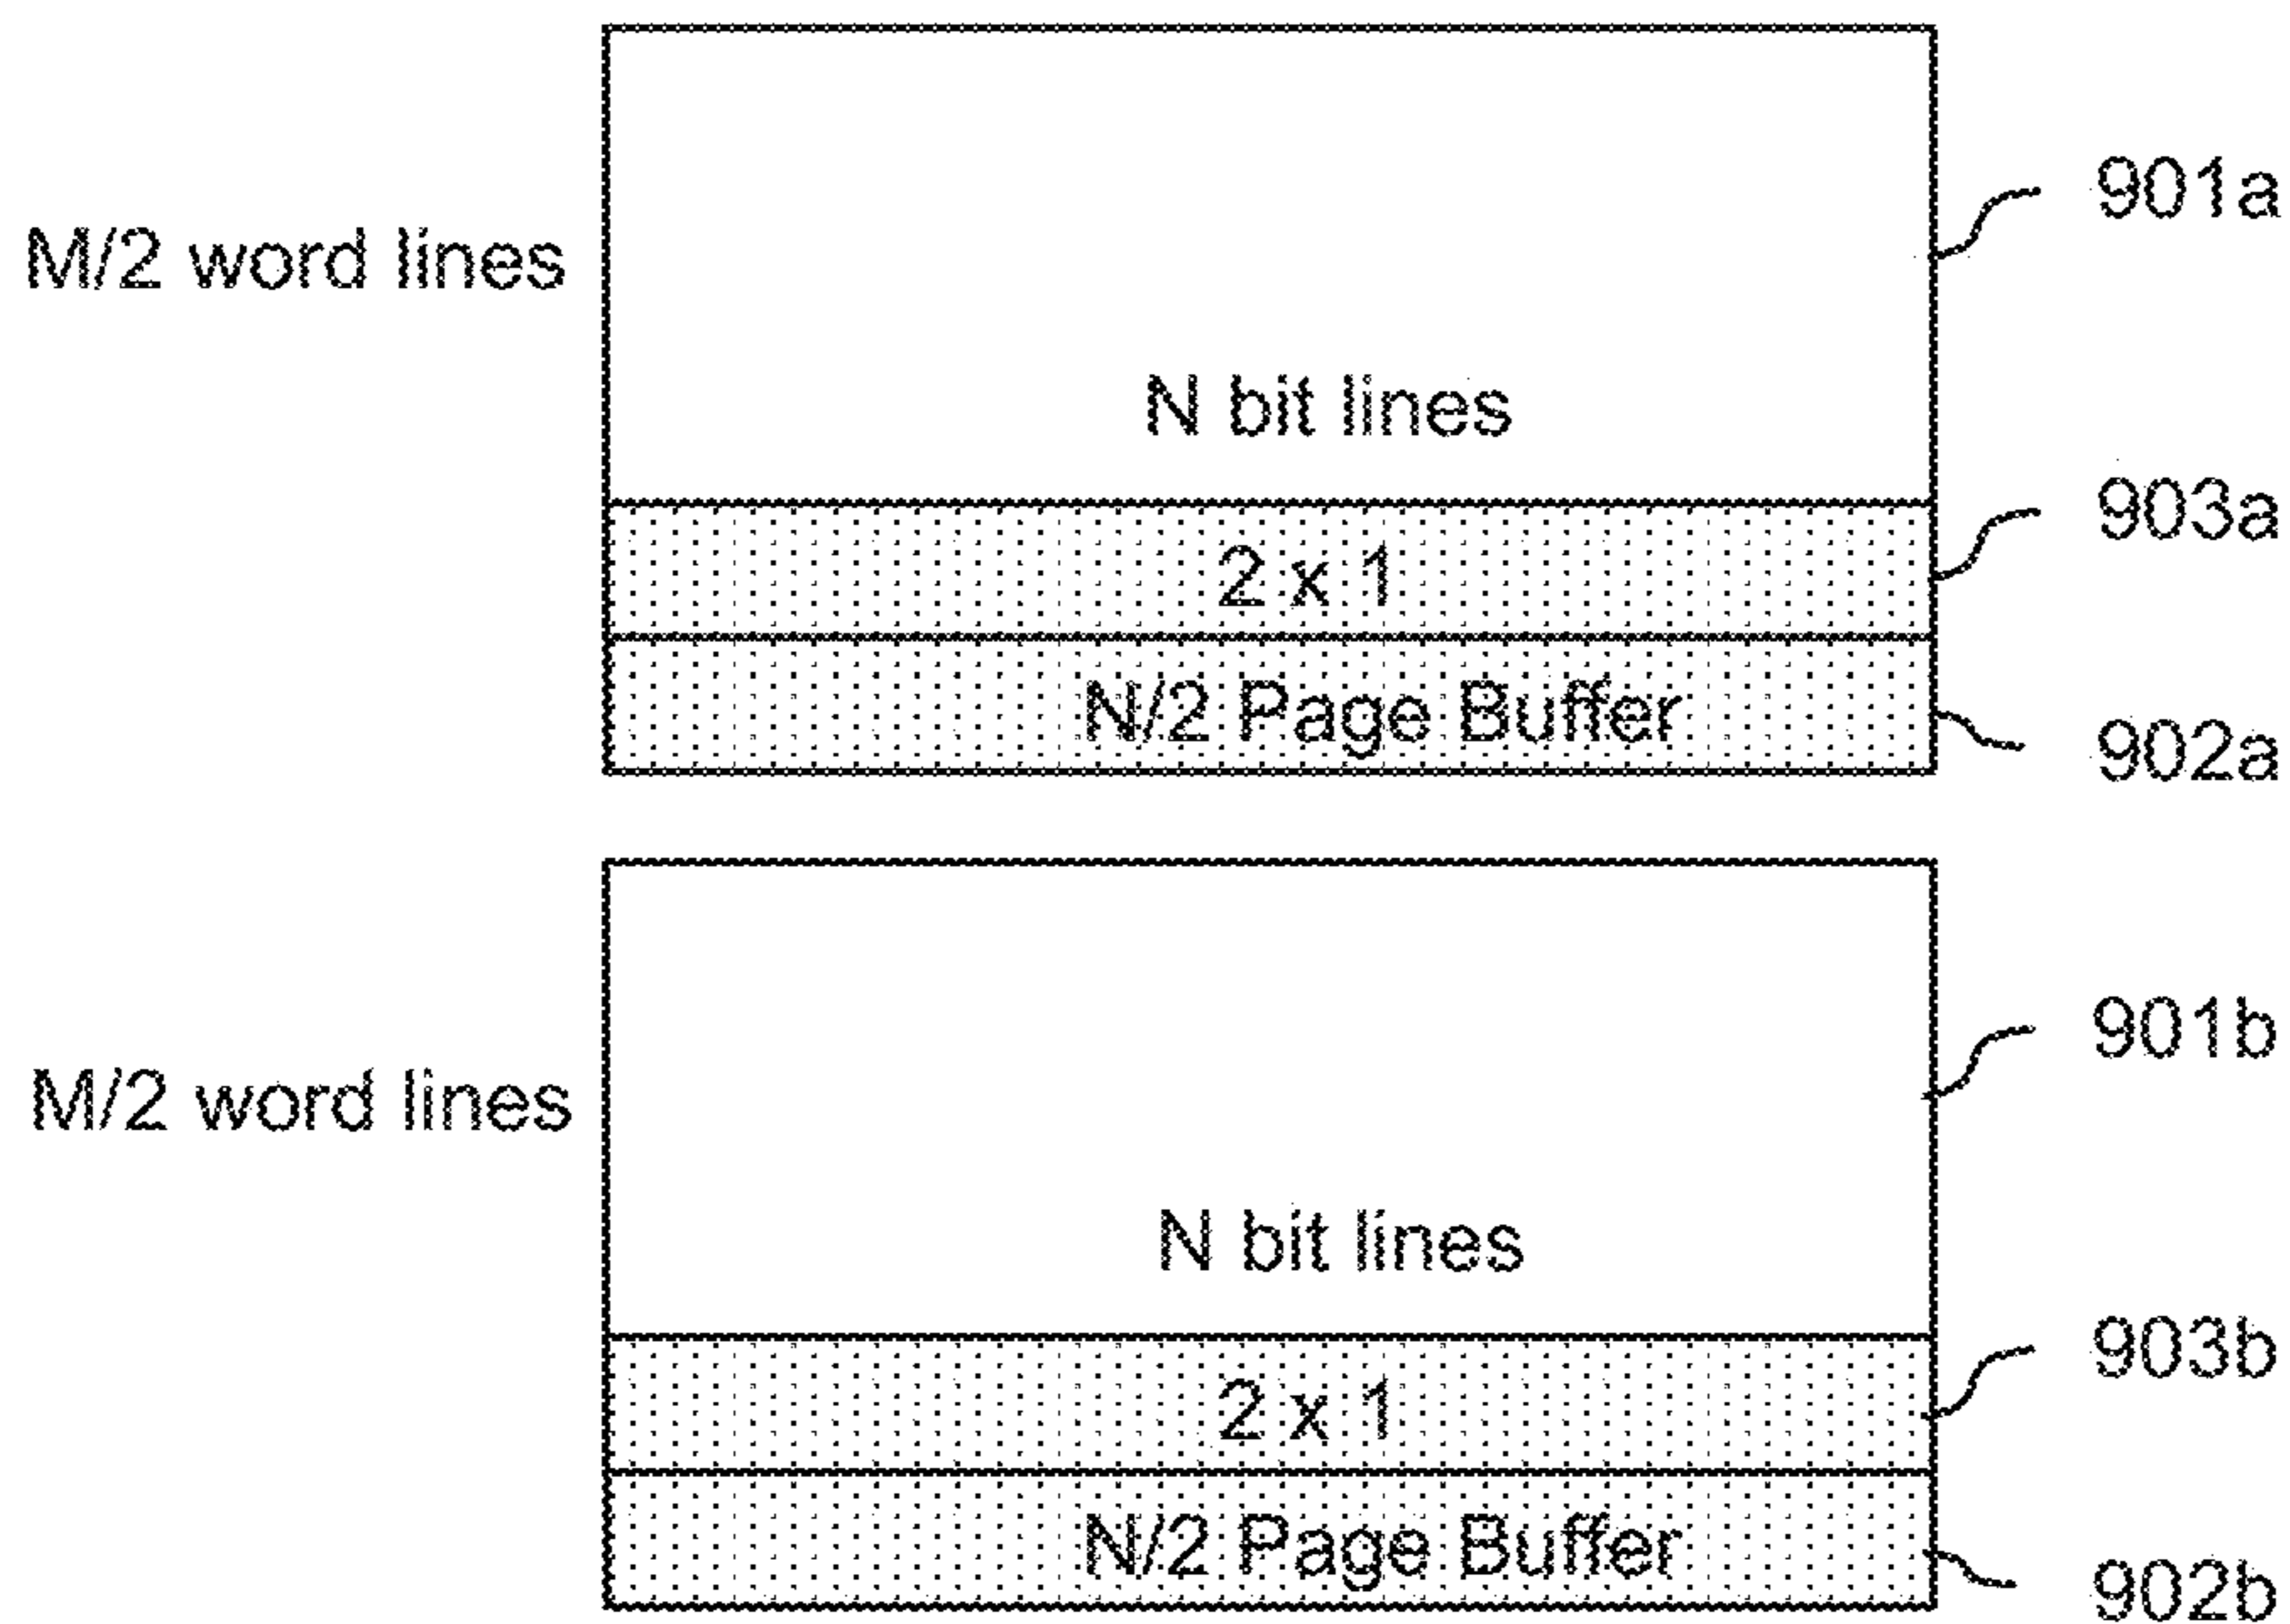 901a
M/2 word lines
N bit lines
903a
2 x 1
N/2 Page Buffer
902a
901b
M/2 word lines
N bit lines
903b
2 x 1
N/2 Page Buffer
902b